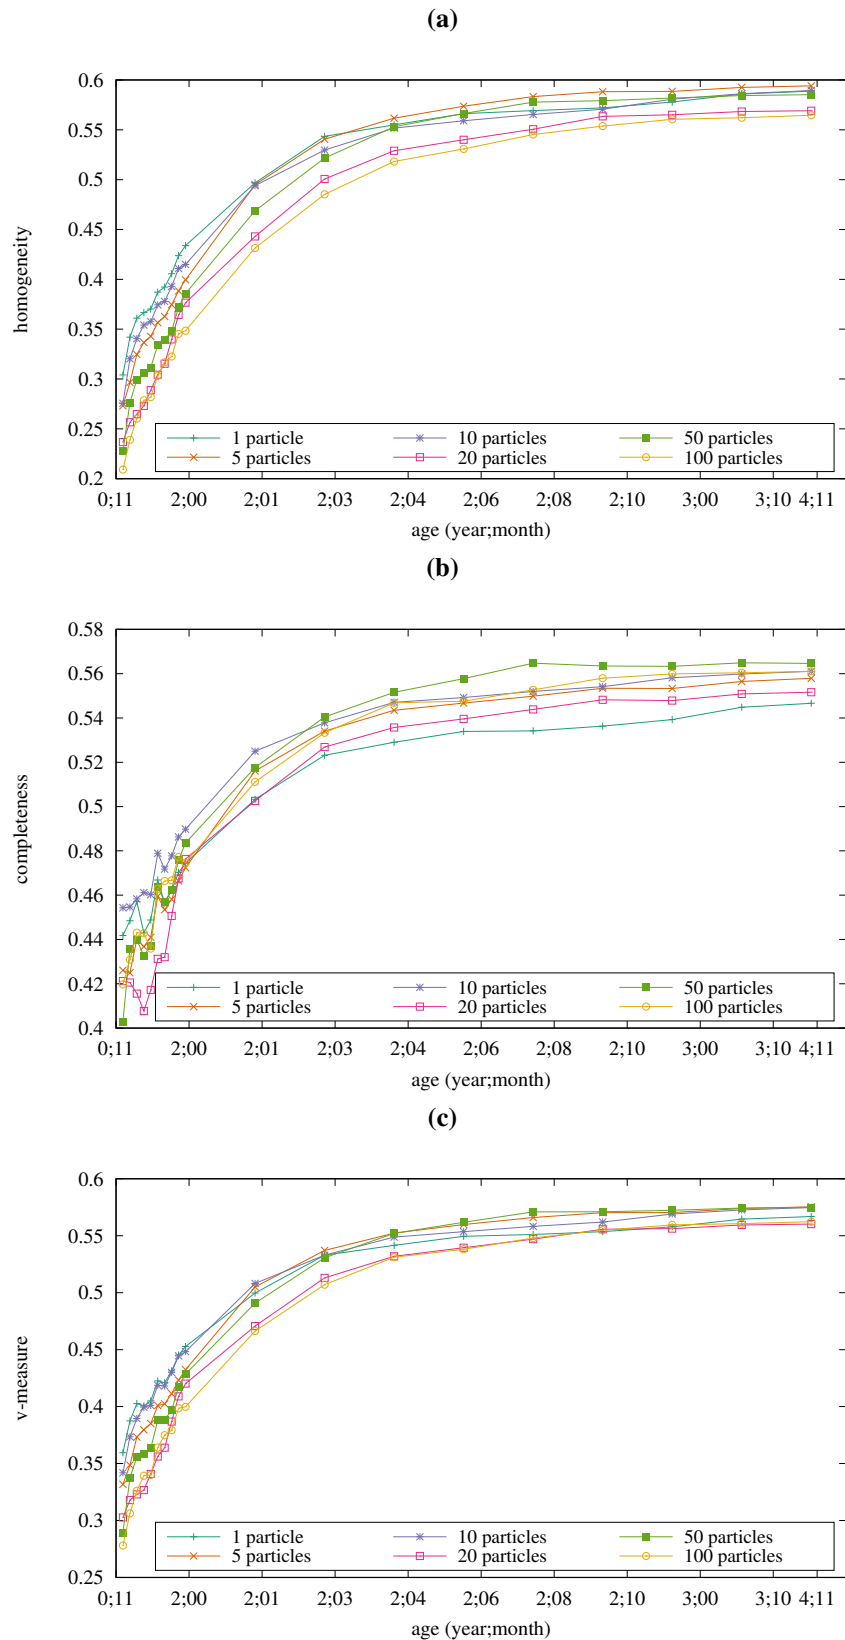 (a)
0.6
0.55
0.5
0.45
0.4
0.35
0.3
0.25
0.2
homogeneity
1 particle 10 particles 50 particles
5 particles 20 particles 100 particles
0;11 2;00 2;01 2;03 2;04 2;06 2;08 2;10 3;00 3;10 4;11
age (year;month)
(b)
0.58
0.56
0.54
0.52
0.5
0.48
0.46
0.44
0.42
0.4
completeness
1 particle 10 particles 50 particles
5 particles 20 particles 100 particles
0;11 2;00 2;01 2;03 2;04 2;06 2;08 2;10 3;00 3;10 4;11
age (year;month)
(c)
0.6
0.55
0.5
0.45
0.4
0.35
0.3
0.25
v-measure
1 particle 10 particles 50 particles
5 particles 20 particles 100 particles
0;11 2;00 2;01 2;03 2;04 2;06 2;08 2;10 3;00 3;10 4;11
age (year;month)